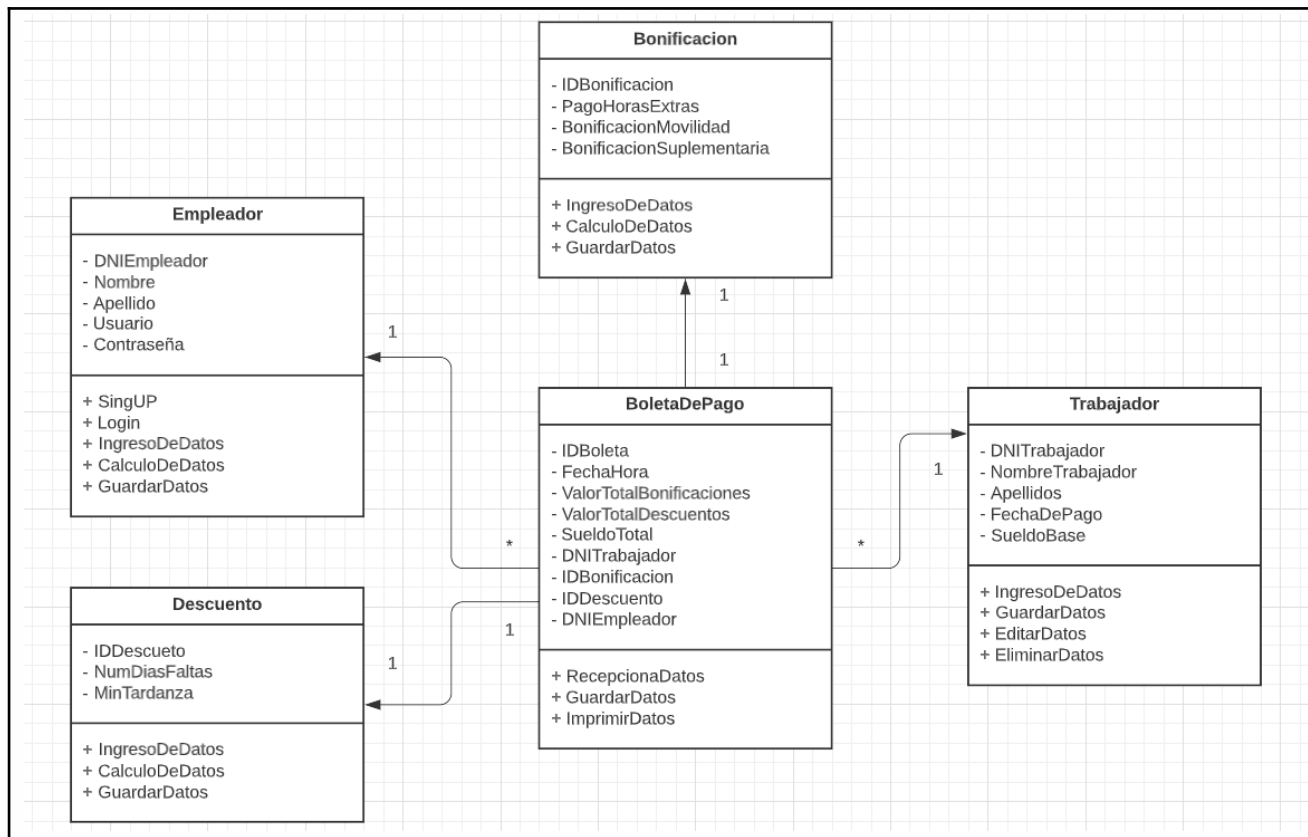 Bonificacion
- IDBonificacion
- PagoHorasExtras
- BonificacionMovilidad
- BonificacionSuplementaria
+ IngresoDeDatos
+ CalculoDeDatos
+ GuardarDatos
Empleador
- DNIEmpleador
- Nombre
- Apellido
- Usuario
- Contraseña
+ SingUP
+ Login
+ IngresoDeDatos
+ CalculoDeDatos
+ GuardarDatos
1
1
1
*
BoletaDePago
- IDBoleta
- FechaHora
- ValorTotalBonificaciones
- ValorTotalDescuentos
- SueldoTotal
- DNITrabajador
- IDBonificacion
- IDDescuento
- DNIEmpleador
+ RecepcionaDatos
+ GuardarDatos
+ ImprimirDatos
*
1
Trabajador
- DNITrabajador
- NombreTrabajador
- Apellidos
- FechaDePago
- SueldoBase
+ IngresoDeDatos
+ GuardarDatos
+ EditarDatos
+ EliminarDatos
Descuento
- IDDescueto
- NumDiasFaltas
- MinTardanza
+ IngresoDeDatos
+ CalculoDeDatos
+ GuardarDatos
1
1